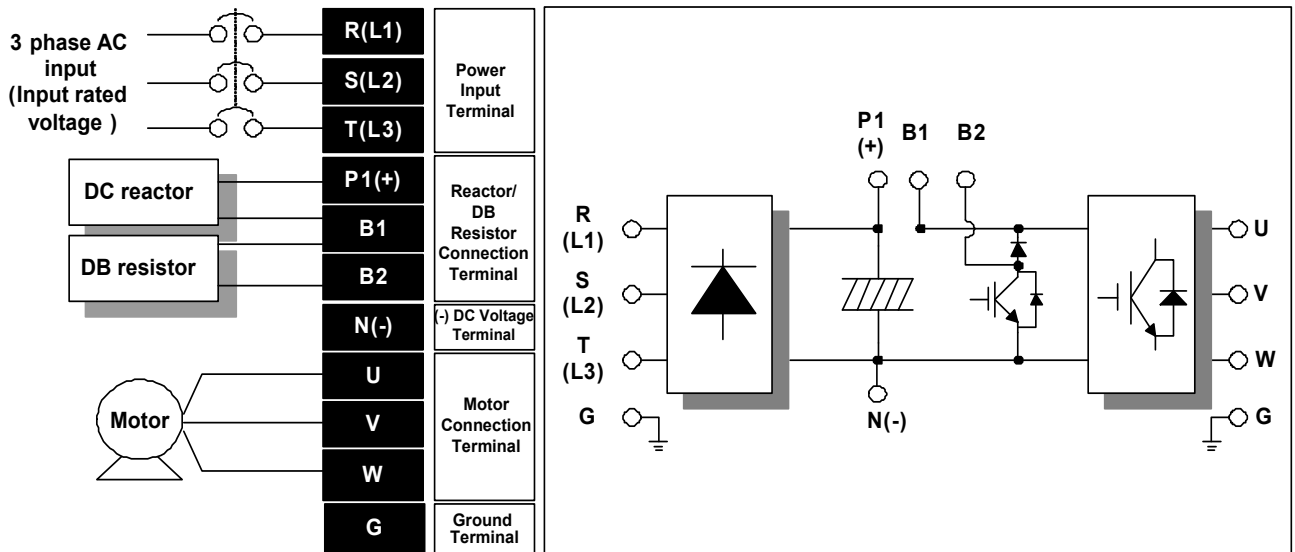 3 phase AC
input
(Input rated
voltage )
R(L1)
S(L2)
T(L3)
Power
Input
Terminal
DC reactor
DB resistor
P1(+)
B1
B2
Reactor/
DB
Resistor
Connection
Terminal
N(-)
(-) DC Voltage
Terminal
Motor
U
V
W
Motor
Connection
Terminal
G
Ground
Terminal
P1
(+)
B1
B2
R
(L1)
S
(L2)
T
(L3)
G
N(-)
U
V
W
G